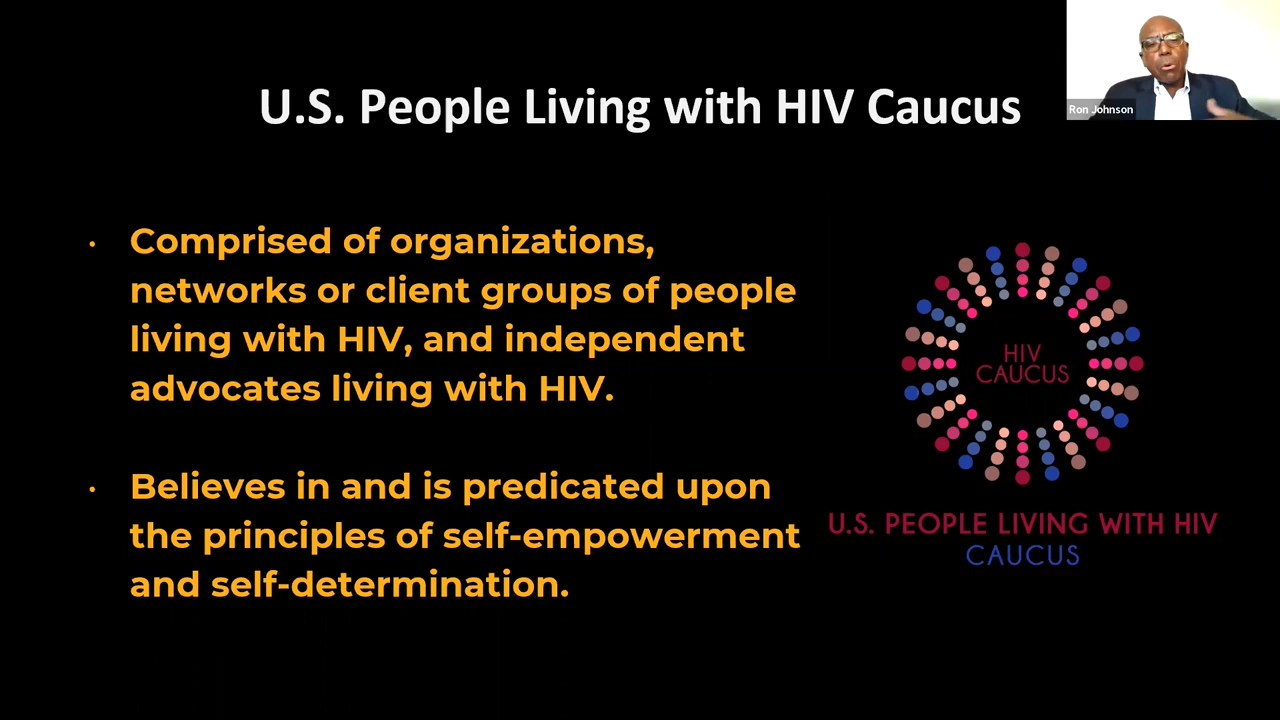 Ron Johnson
U.S. People Living with HIV Caucus
• Comprised of organizations,
networks or client groups of people
living with HIV, and independent
advocates living with HIV.
• Believes in and is predicated upon
the principles of self-empowerment
and self-determination.
HIV
CAUCUS
U.S. PEOPLE LIVING WITH HIV
CAUCUS